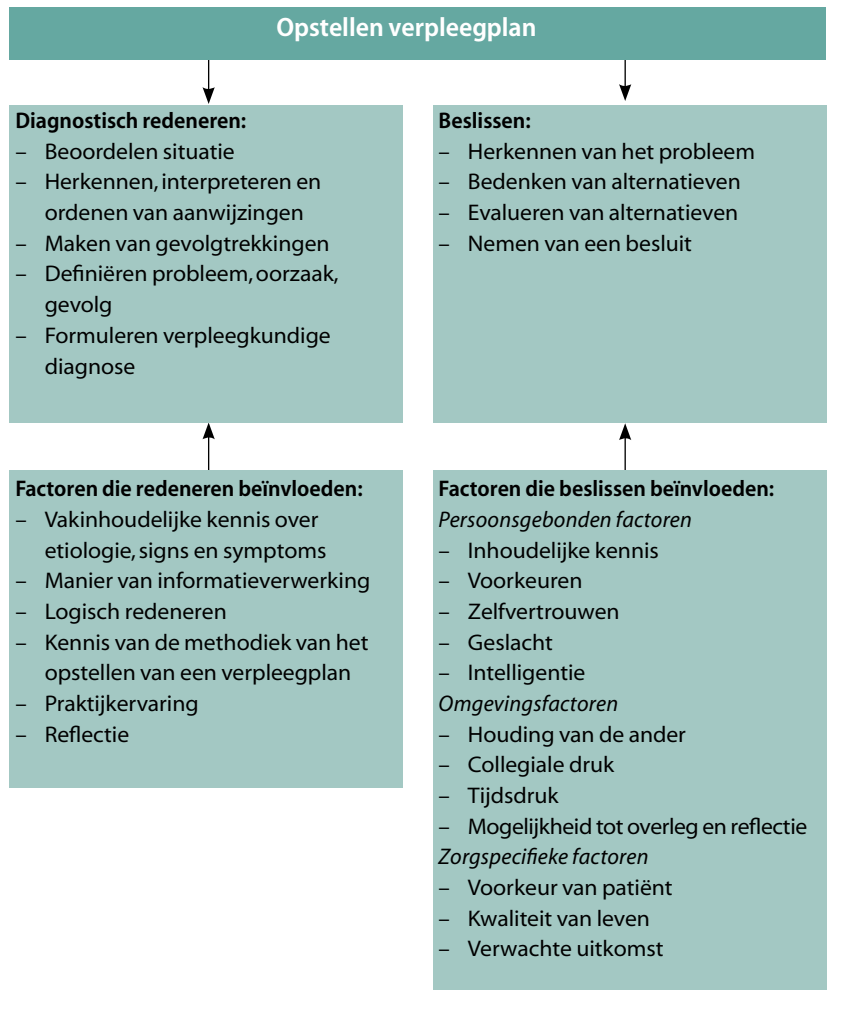 Opstellen verpleegplan
Diagnostisch redeneren:
– Beoordelen situatie
– Herkennen, interpreteren en
ordenen van aanwijzingen
– Maken van gevolgtrekkingen
– Definiëren probleem, oorzaak,
gevolg
– Formuleren verpleegkundige
diagnose
Beslissen:
– Herkennen van het probleem
– Bedenken van alternatieven
– Evalueren van alternatieven
– Nemen van een besluit
Factoren die redeneren beïnvloeden:
– Vakinhoudelijke kennis over
etiologie, signs en symptoms
– Manier van informatieverwerking
– Logisch redeneren
– Kennis van de methodiek van het
opstellen van een verpleegplan
– Praktijkervaring
– Reflectie
Factoren die beslissen beïnvloeden:
Persoonsgebonden factoren
– Inhoudelijke kennis
– Voorkeuren
– Zelfvertrouwen
– Geslacht
– Intelligentie
Omgevingsfactoren
– Houding van de ander
– Collegiale druk
– Tijdsdruk
– Mogelijkheid tot overleg en reflectie
Zorgspecifieke factoren
– Voorkeur van patiënt
– Kwaliteit van leven
– Verwachte uitkomst